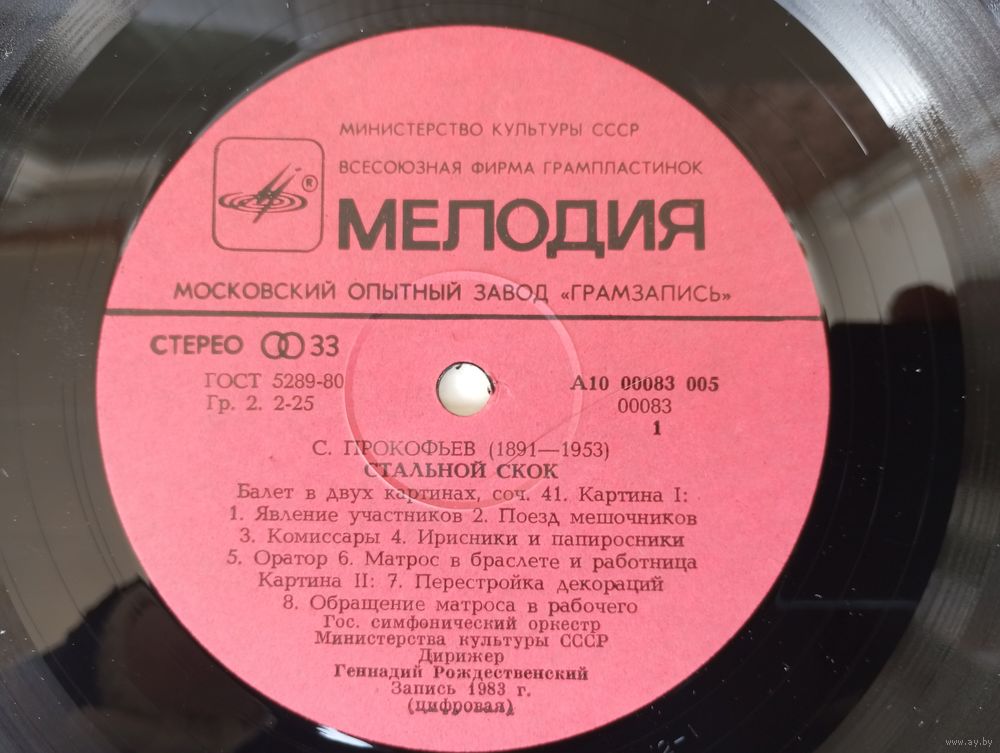 МИНИСТЕРСТВО КУЛЬТУРЫ СССР
ВСЕСОЮЗНАЯ ФИРМА ГРАМПЛАСТИНОК
®
МЕЛОДИЯ
МОСКОВСКИЙ ОПЫТНЫЙ ЗАВОД «ГРАМЗАПИСЬ»
СТЕРЕО 33
ГОСТ 5289-80 А10 00083 005
Гр. 2. 2-25 00083
1
С. ПРОКОФЬЕВ (1891—1953)
СТАЛЬНОЙ СКОК
Балет в двух картинах, соч. 41. Картина I:
1. Явление участников 2. Поезд мешочников
3. Комиссары 4. Ирисники и папиросники
5. Оратор 6. Матрос в браслете и работница
Картина II: 7. Перестройка декораций
8. Обращение матроса в рабочего
Гос. симфонический оркестр
Министерства культуры СССР
Дирижер
Геннадий Рождественский
Запись 1983 г.
(цифровая)
www.ay.by